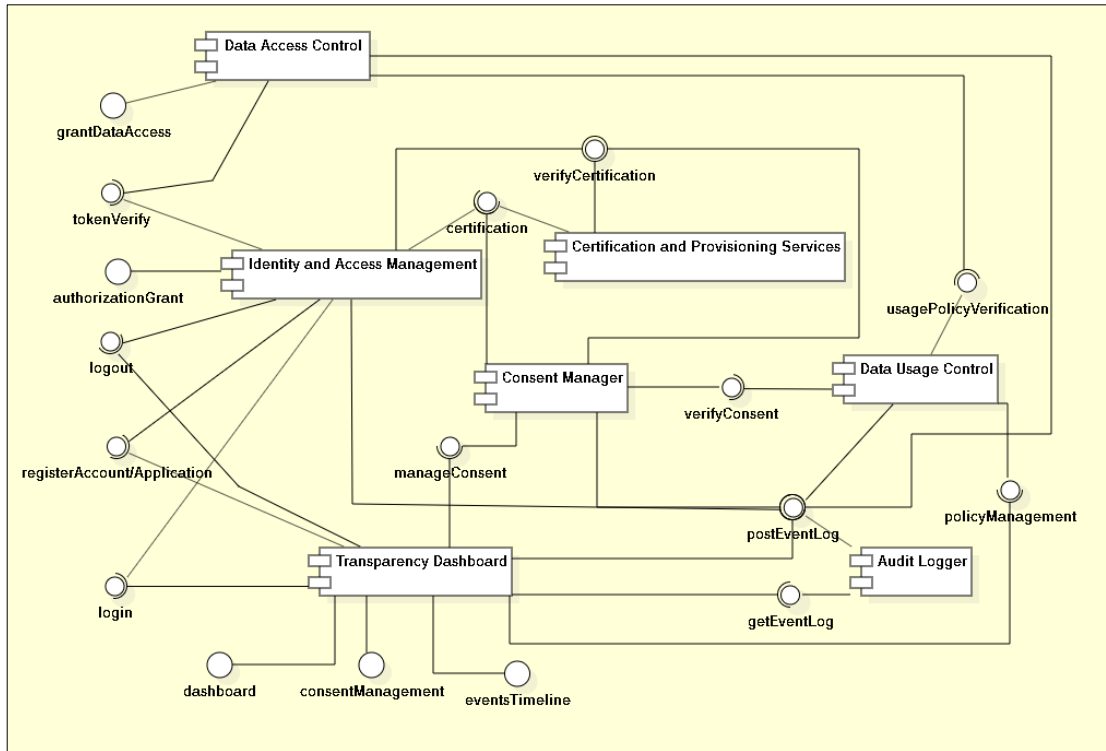 Data Access Control
grantDataAccess
verifyCertification
tokenVerify
certification
Certification and Provisioning Services
Identity and Access Management
authorizationGrant
usagePolicyVerification
logout
Consent Manager
Data Usage Control
verifyConsent
registerAccount/Application
manageConsent
policyManagement
postEventLog
Transparency Dashboard
Audit Logger
login
getEventLog
dashboard
consentManagement
eventsTimeline